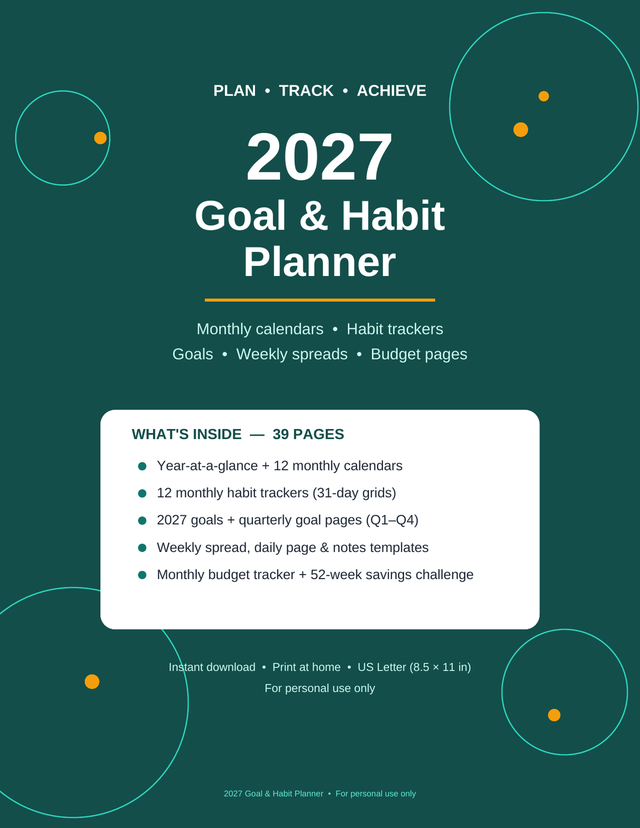 PLAN • TRACK • ACHIEVE
2027
Goal & Habit
Planner
Monthly calendars • Habit trackers
Goals • Weekly spreads • Budget pages
WHAT'S INSIDE — 39 PAGES
Year-at-a-glance + 12 monthly calendars
12 monthly habit trackers (31-day grids)
2027 goals + quarterly goal pages (Q1–Q4)
Weekly spread, daily page & notes templates
Monthly budget tracker + 52-week savings challenge
Instant download • Print at home • US Letter (8.5 × 11 in)
For personal use only
2027 Goal & Habit Planner • For personal use only